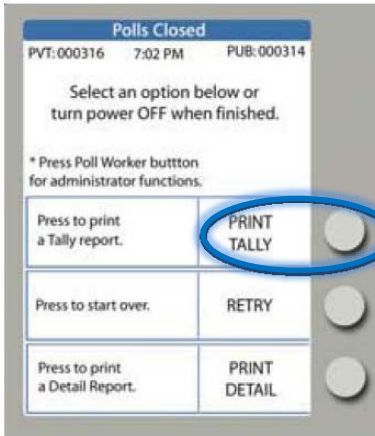 Polls Closed
PVT: 000316 7:02 PM PUB: 000314
Select an option below or
turn power OFF when finished.
* Press Poll Worker buttton
for administrator functions.
Press to print
a Tally report.
PRINT
TALLY
Press to start over.
RETRY
Press to print
a Detail Report.
PRINT
DETAIL